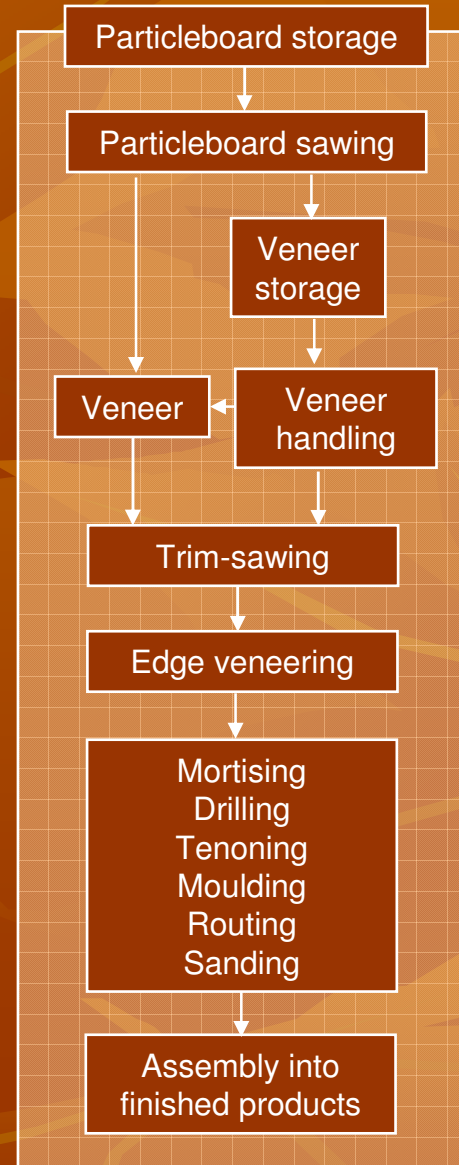 Particleboard storage
Particleboard sawing
Veneer
storage
Veneer
Veneer
handling
Trim-sawing
Edge veneering
Mortising
Drilling
Tenoning
Moulding
Routing
Sanding
Assembly into
finished products